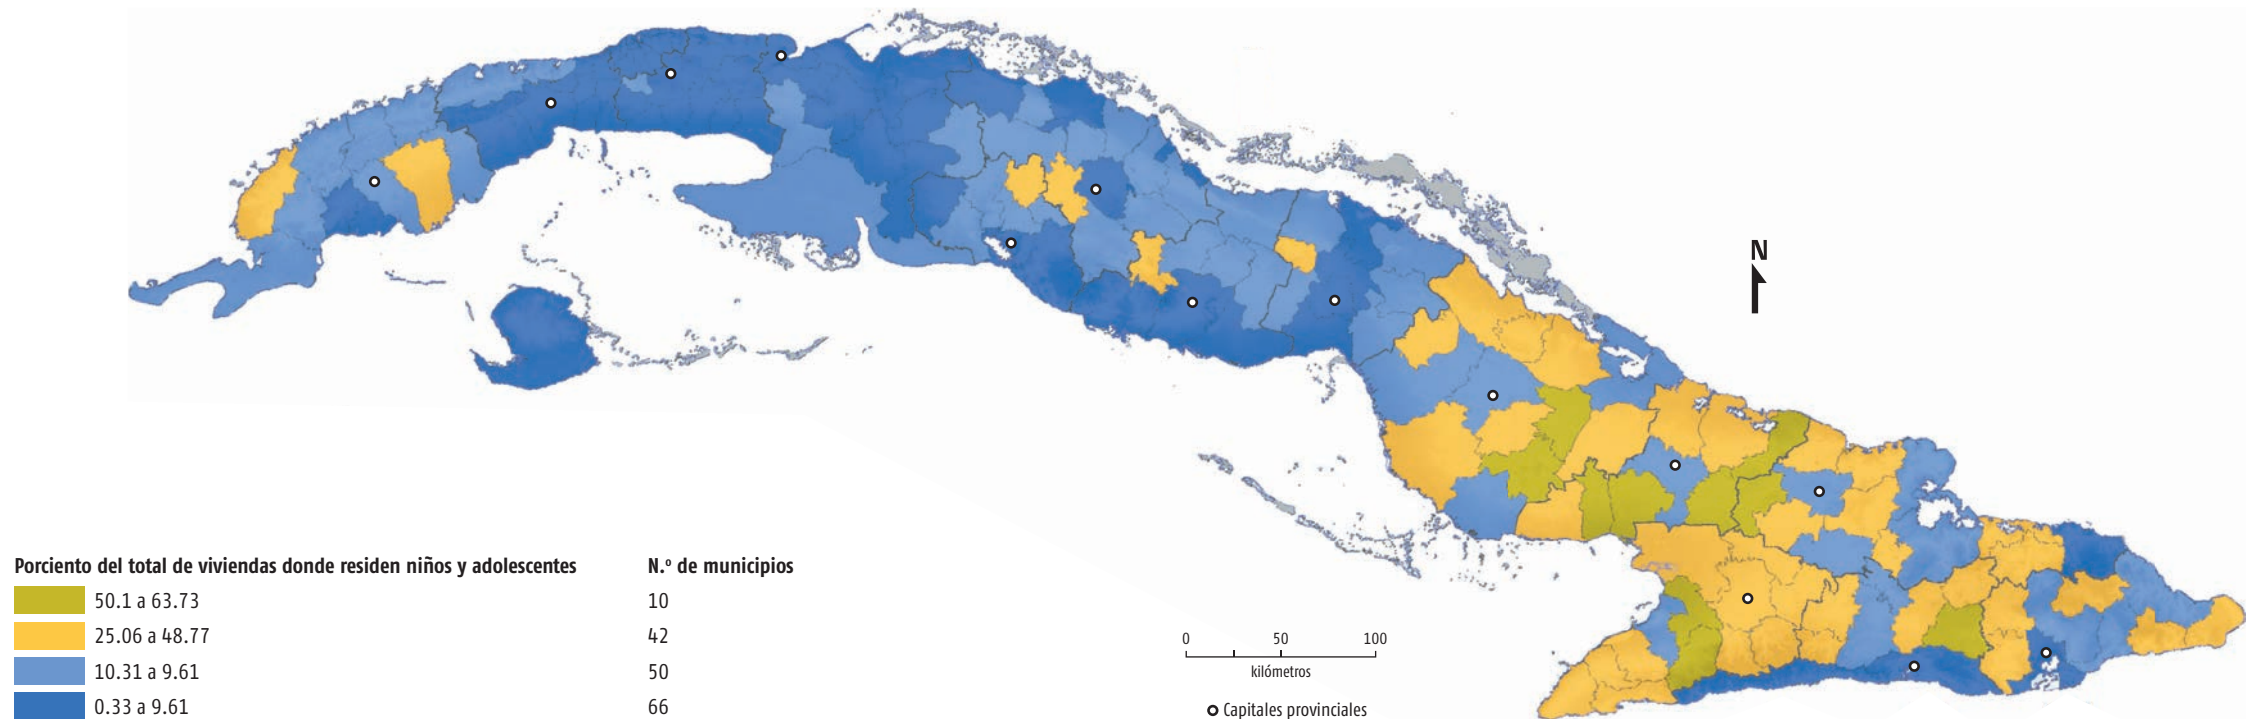 N
Porciento del total de viviendas donde residen niños y adolescentes N.º de municipios
50.1 a 63.73 10
25.06 a 48.77 42
10.31 a 9.61 50
0.33 a 9.61 66
0 50 100
kilómetros
Capitales provinciales